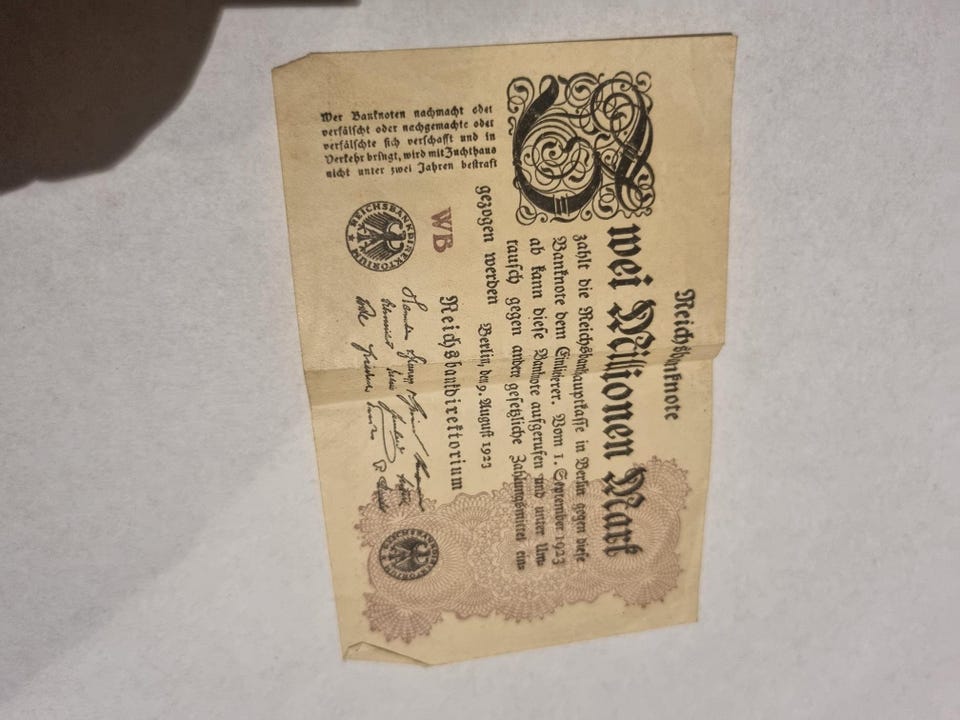 Reichsbanknote
Zwei Millionen Mark
zahlt die Reichsbankhauptkasse in Berlin gegen diese
Banknote dem Einlieferer. Vom 1. September 1923
ab kann diese Banknote aufgerufen und unter Um=
tausch gegen andere gesetzliche Zahlungsmittel ein=
gezogen werden
Berlin, den 9. August 1923
Reichsbankdirektorium
Wer Banknoten nachmacht oder
verfälscht oder nachgemachte oder
verfälschte sich verschafft und in
Verkehr bringt, wird mit Zuchthaus
nicht unter zwei Jahren bestraft
WB
REICHSBANKDIREKTORIUM
REICHSBANKDIREKTORIUM